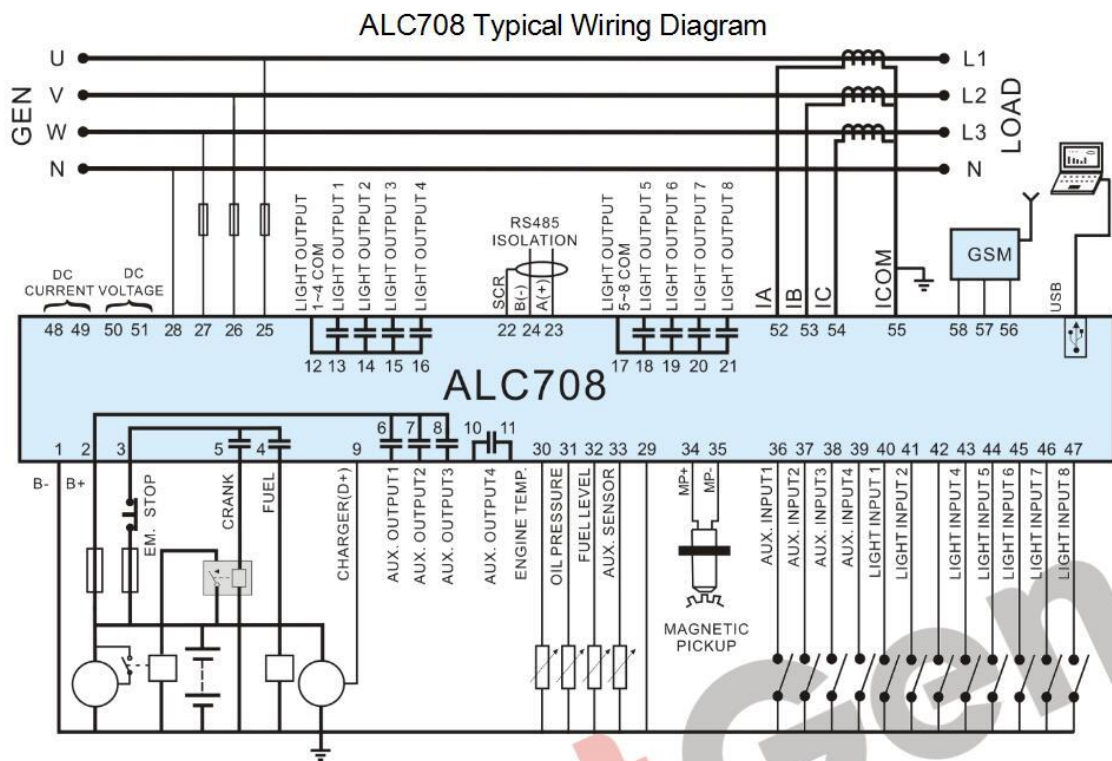 ALC708 Typical Wiring Diagram
GEN
U
V
W
N
L1
L2
L3
N
LOAD
DC
CURRENT
DC
VOLTAGE
LIGHT OUTPUT
1~4 COM
LIGHT OUTPUT 1
LIGHT OUTPUT 2
LIGHT OUTPUT 3
LIGHT OUTPUT 4
RS485
ISOLATION
SCR
B(-)
A(+)
LIGHT OUTPUT
5~8 COM
LIGHT OUTPUT 5
LIGHT OUTPUT 6
LIGHT OUTPUT 7
LIGHT OUTPUT 8
IA
IB
IC
ICOM
GSM
USB
48 49 50 51 28 27 26 25 22 24 23 52 53 54 55 58 57 56
12 13 14 15 16 17 18 19 20 21
ALC708
1 2 3 5 4 9 6 7 8 10 11 30 31 32 33 29 34 35 36 37 38 39 40 41 42 43 44 45 46 47
B-
B+
EM. STOP
CRANK
FUEL
CHARGER(D+)
AUX. OUTPUT1
AUX. OUTPUT2
AUX. OUTPUT3
AUX. OUTPUT4
ENGINE TEMP.
OIL PRESSURE
FUEL LEVEL
AUX. SENSOR
MP+
MP-
MAGNETIC
PICKUP
AUX. INPUT1
AUX. INPUT2
AUX. INPUT3
AUX. INPUT4
LIGHT INPUT 1
LIGHT INPUT 2
LIGHT INPUT 4
LIGHT INPUT 5
LIGHT INPUT 6
LIGHT INPUT 7
LIGHT INPUT 8
Gen